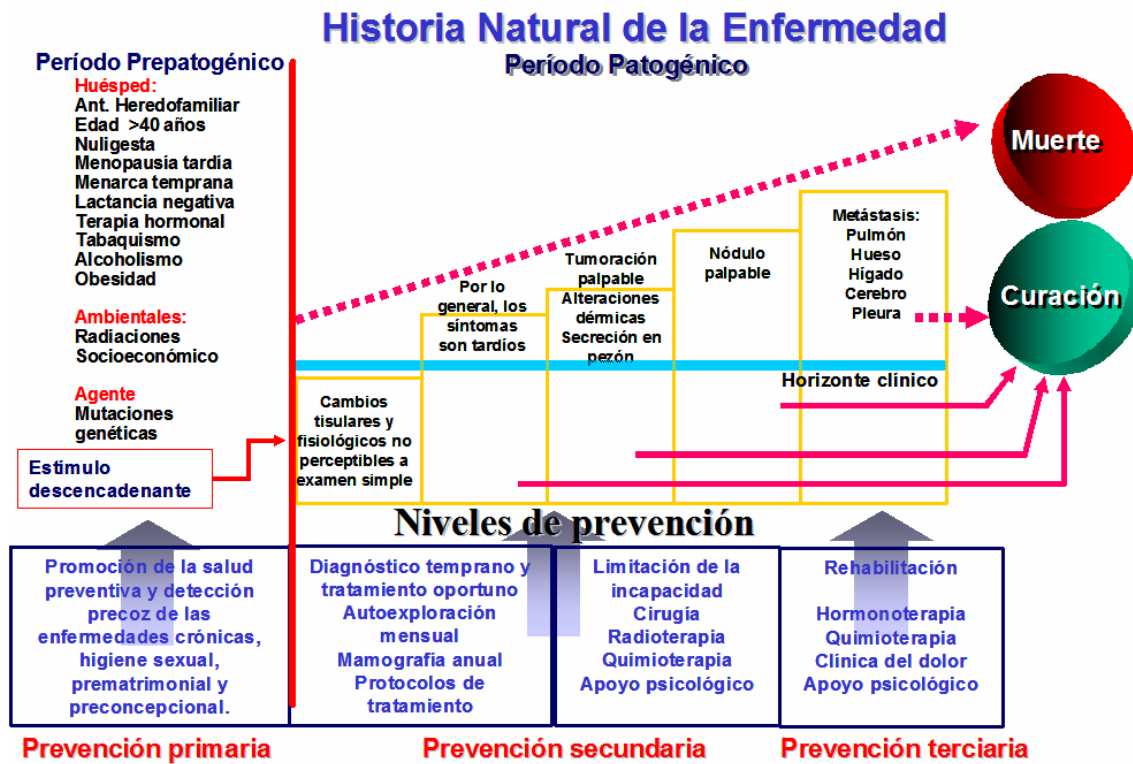 Historia Natural de la Enfermedad
Período Prepatogénico
Período Patogénico
Huésped:
Ant. Heredofamiliar
Edad >40 años
Nuligesta
Menopausia tardía
Menarca temprana
Lactancia negativa
Terapia hormonal
Tabaquismo
Alcoholismo
Obesidad
Ambientales:
Radiaciones
Socioeconómico
Agente
Mutaciones
genéticas
Estímulo
descencadenante
Cambios
tisulares y
fisiológicos no
perceptibles a
examen simple
Por lo
general, los
síntomas
son tardíos
Tumoración
palpable
Alteraciones
dérmicas
Secreción en
pezón
Nódulo
palpable
Metástasis:
Pulmón
Hueso
Hígado
Cerebro
Pleura
Muerte
Curación
Horizonte clínico
Niveles de prevención
Promoción de la salud
preventiva y detección
precoz de las
enfermedades crónicas,
higiene sexual,
prematrimonial y
preconcepcional.
Diagnóstico temprano y
tratamiento oportuno
Autoexploración
mensual
Mamografía anual
Protocolos de
tratamiento
Limitación de la
incapacidad
Cirugía
Radioterapia
Quimioterapia
Apoyo psicológico
Rehabilitación
Hormonoterapia
Quimioterapia
Clínica del dolor
Apoyo psicológico
Prevención primaria
Prevención secundaria
Prevención terciaria